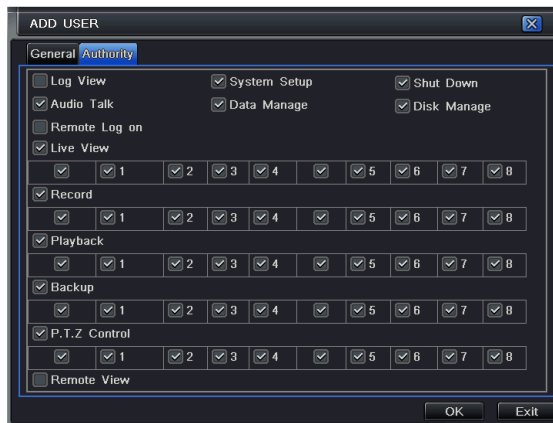 ADD USER
General Authority
Log View System Setup Shut Down
Audio Talk Data Manage Disk Manage
Remote Log on
Live View
1 2 3 4 5 6 7 8
Record
1 2 3 4 5 6 7 8
Playback
1 2 3 4 5 6 7 8
Backup
1 2 3 4 5 6 7 8
P.T.Z Control
1 2 3 4 5 6 7 8
Remote View
OK Exit